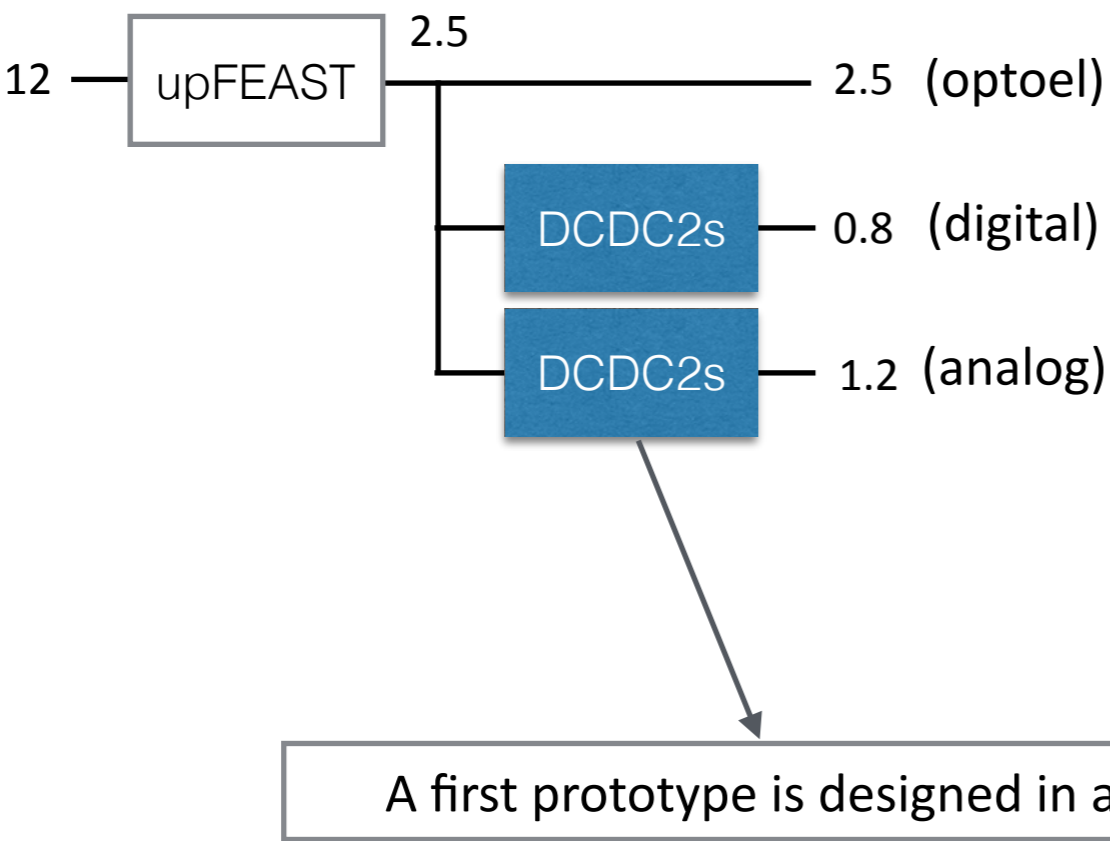 2.5
12 upFEAST 2.5 (optoel)
DCDC2s 0.8 (digital)
DCDC2s 1.2 (analog)
A first prototype is designed in a